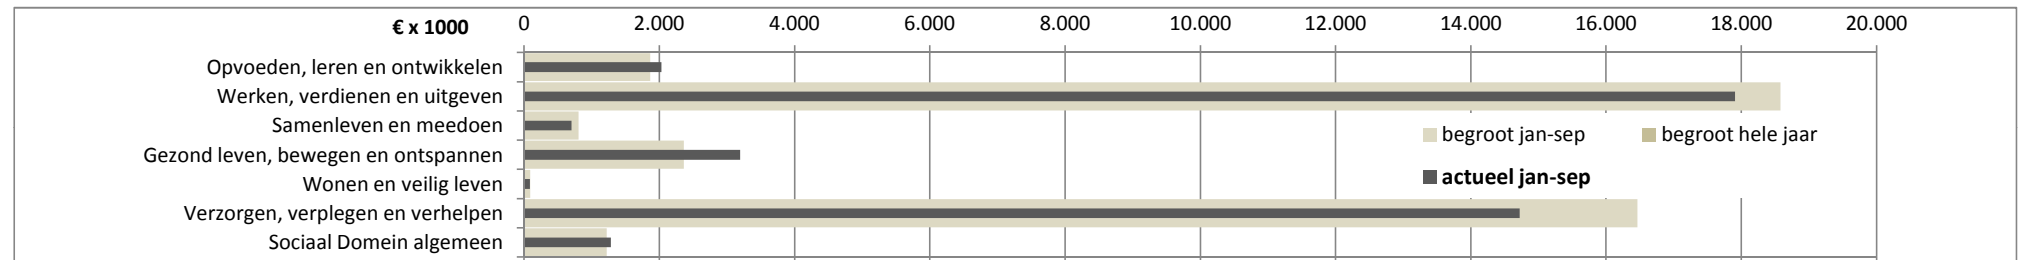 € x 1000 0 2.000 4.000 6.000 8.000 10.000 12.000 14.000 16.000 18.000 20.000
Opvoeden, leren en ontwikkelen
Werken, verdienen en uitgeven
Samenleven en meedoen
begroot jan-sep begroot hele jaar
Gezond leven, bewegen en ontspannen
actueel jan-sep
Wonen en veilig leven
Verzorgen, verplegen en verhelpen
Sociaal Domein algemeen